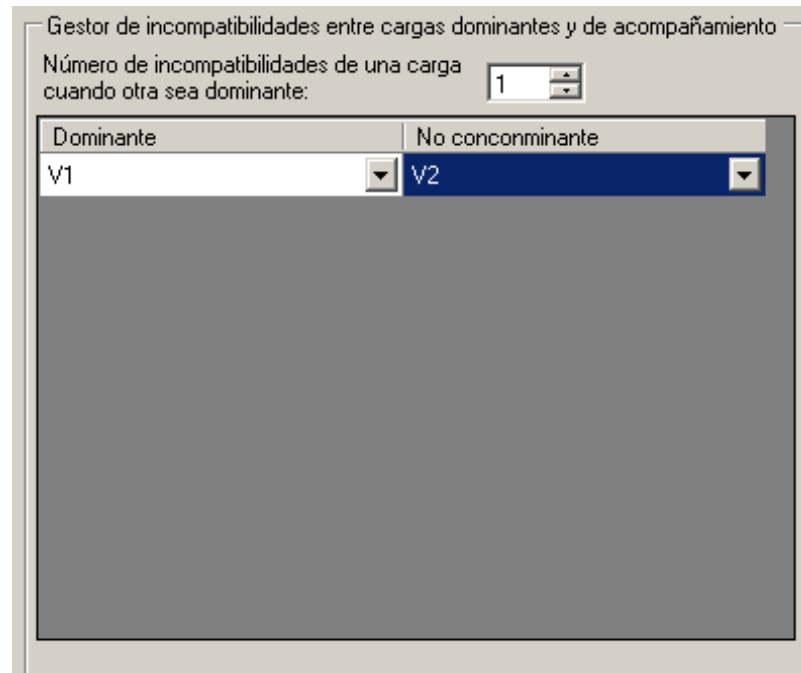 Gestor de incompatibilidades entre cargas dominantes y de acompañamiento
Número de incompatibilidades de una carga
cuando otra sea dominante:
1
Dominante No conconminante
V1 V2